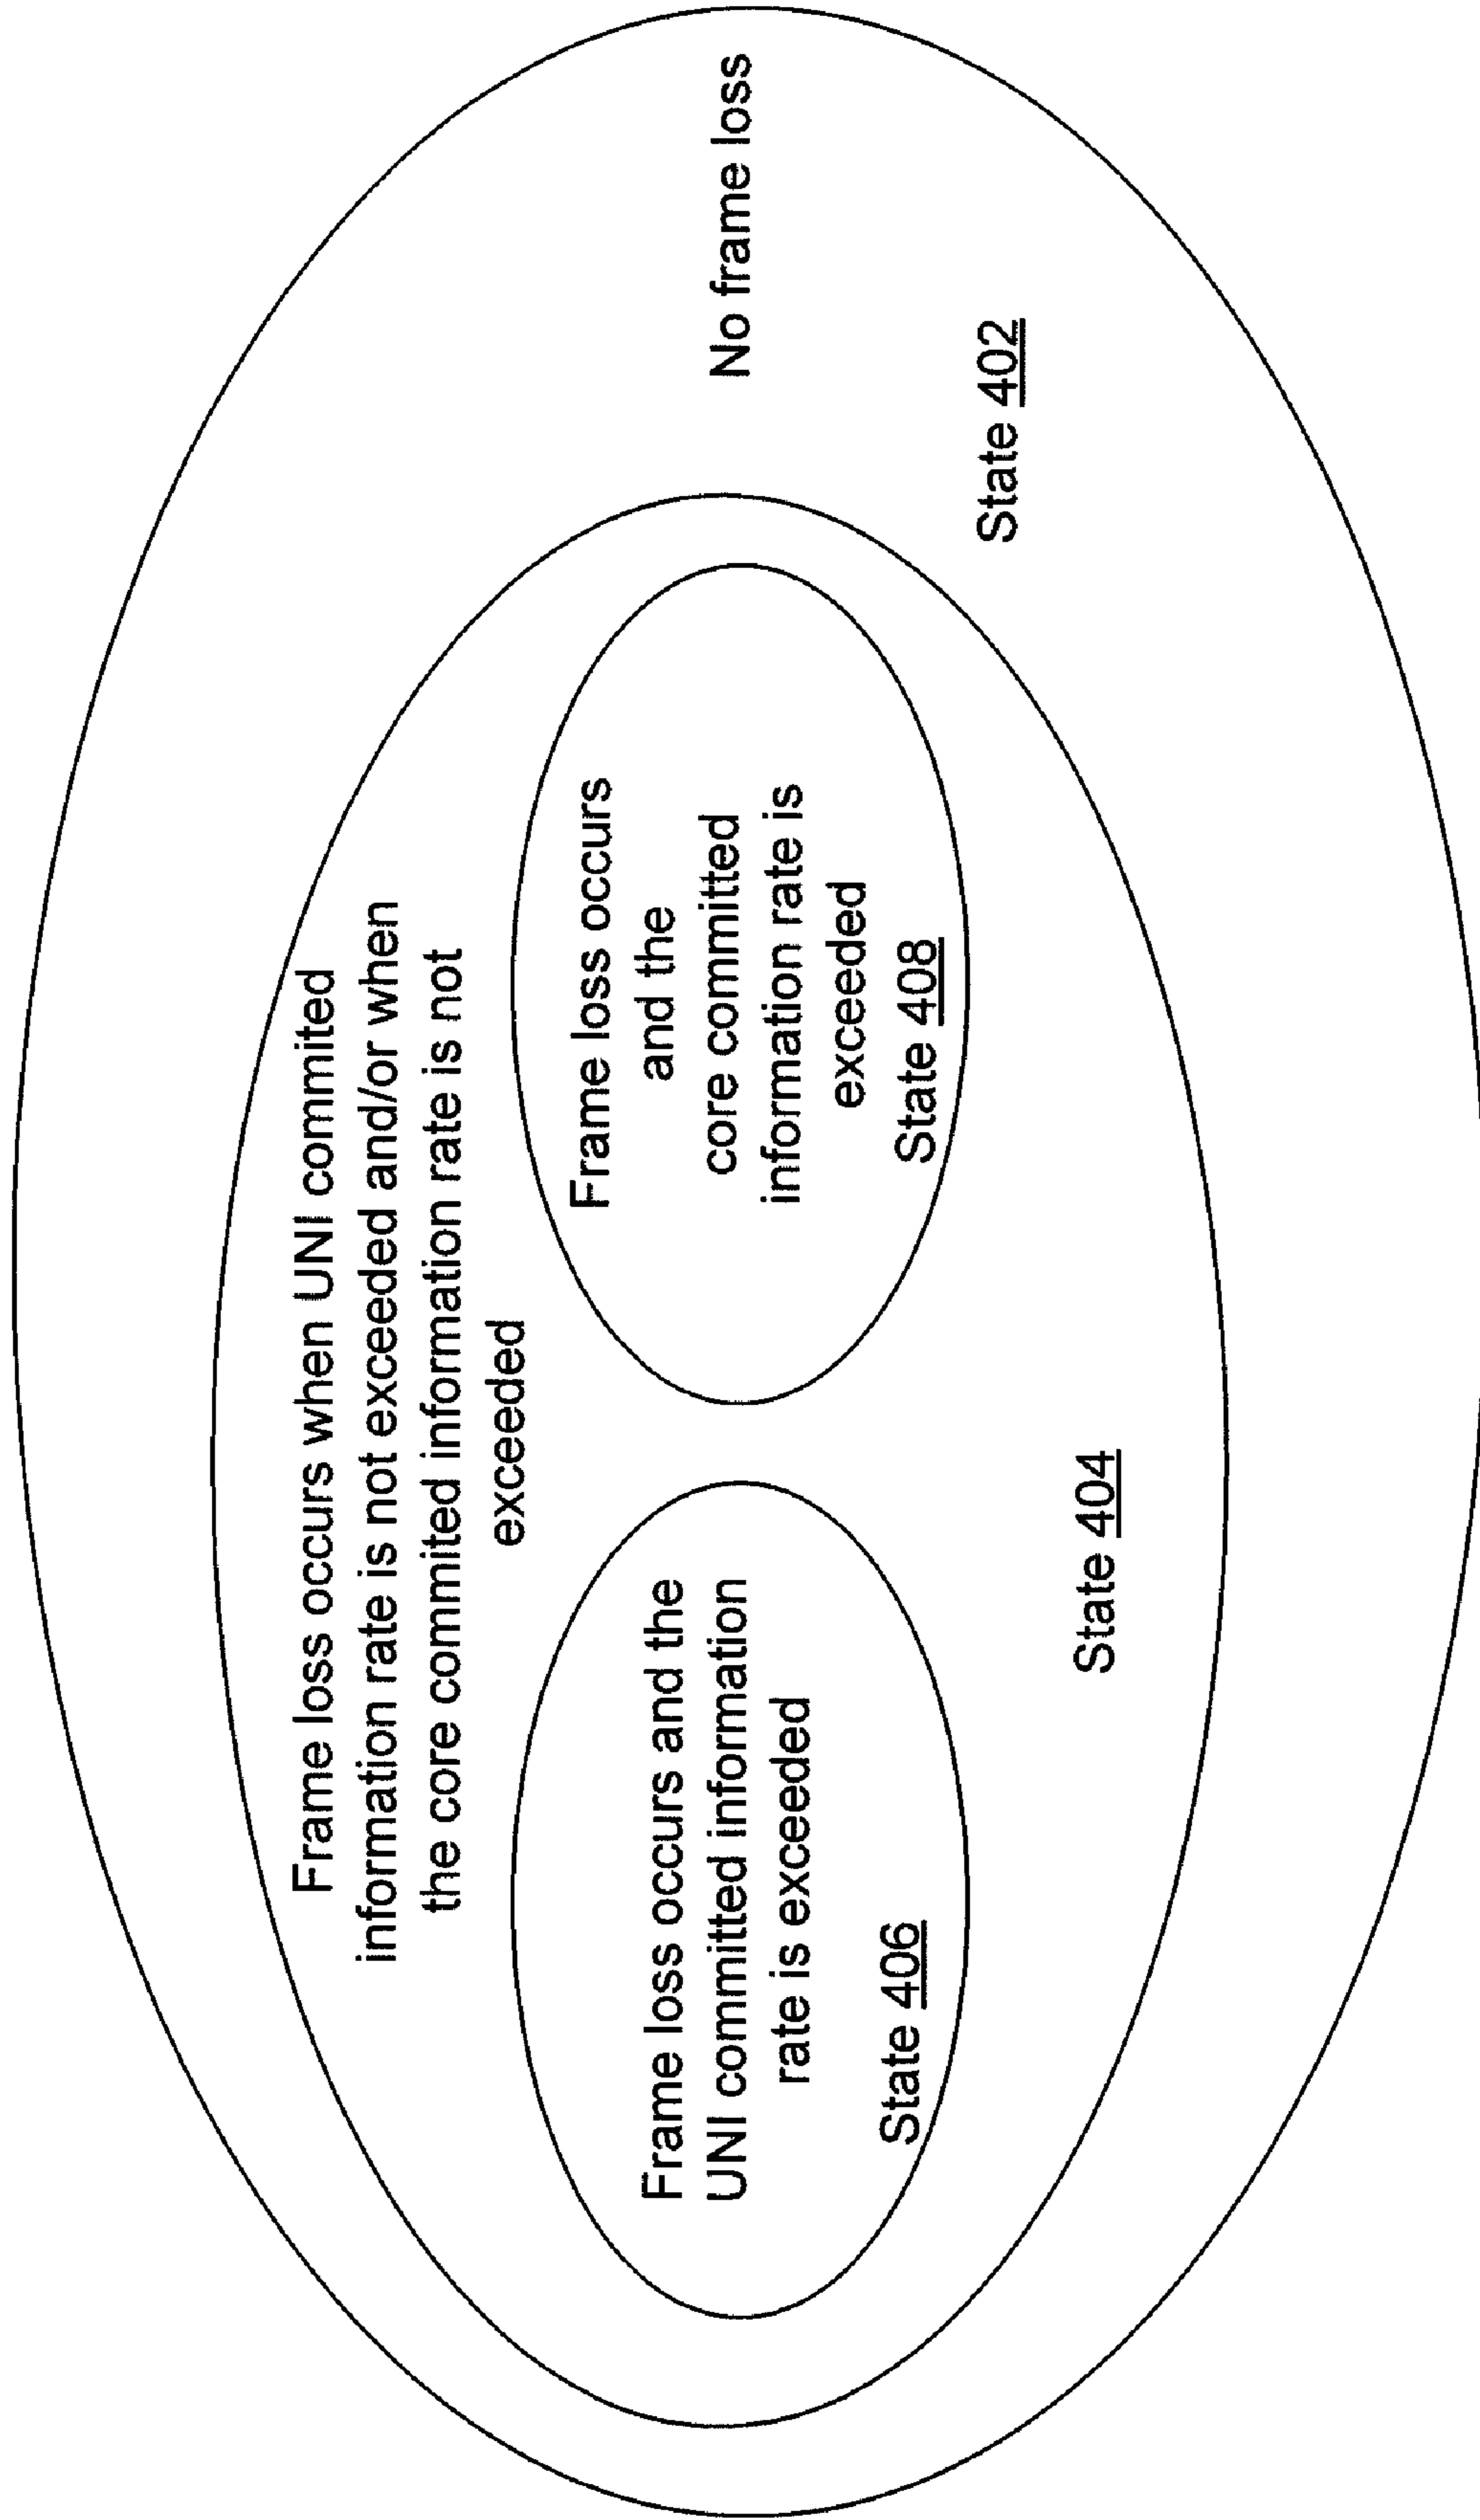 Frame loss occurs when UNI commited
information rate is not exceeded and/or when
the core commited information rate is not
exceeded
Frame loss occurs and the
UNI committed information
rate is exceeded
State 406
Frame loss occurs
and the
core committed
information rate is
exceeded
State 408
No frame loss
State 402
State 404